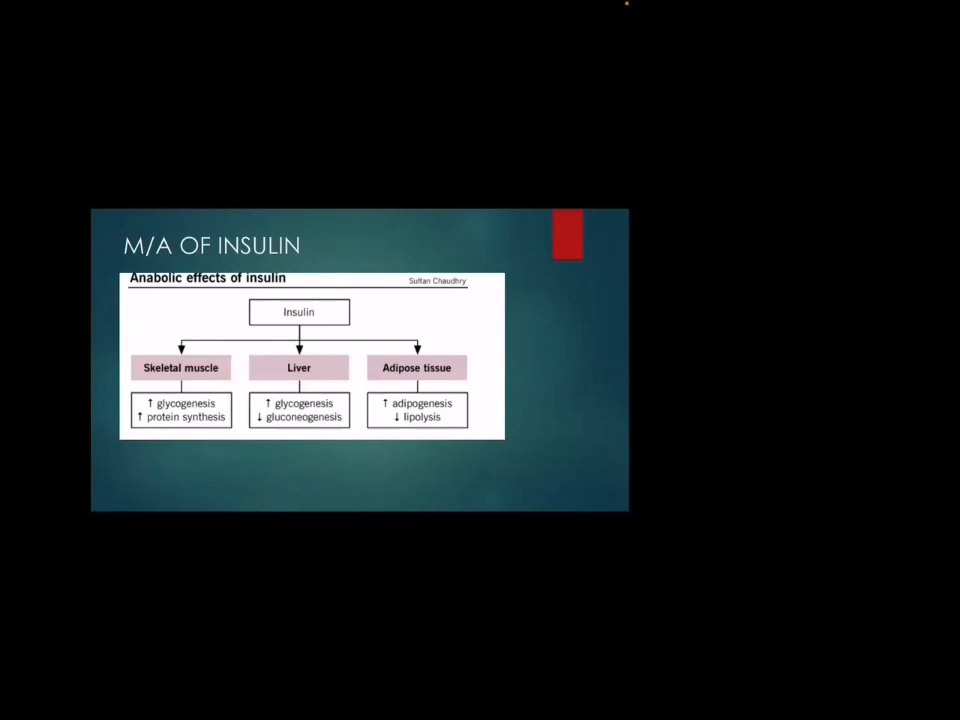 M/A OF INSULIN
Anabolic effects of insulin
Sultan Chaudhry
Insulin
Skeletal muscle
Liver
Adipose tissue
↑ glycogenesis
↑ protein synthesis
↑ glycogenesis
↓ gluconeogenesis
↑ adipogenesis
↓ lipolysis